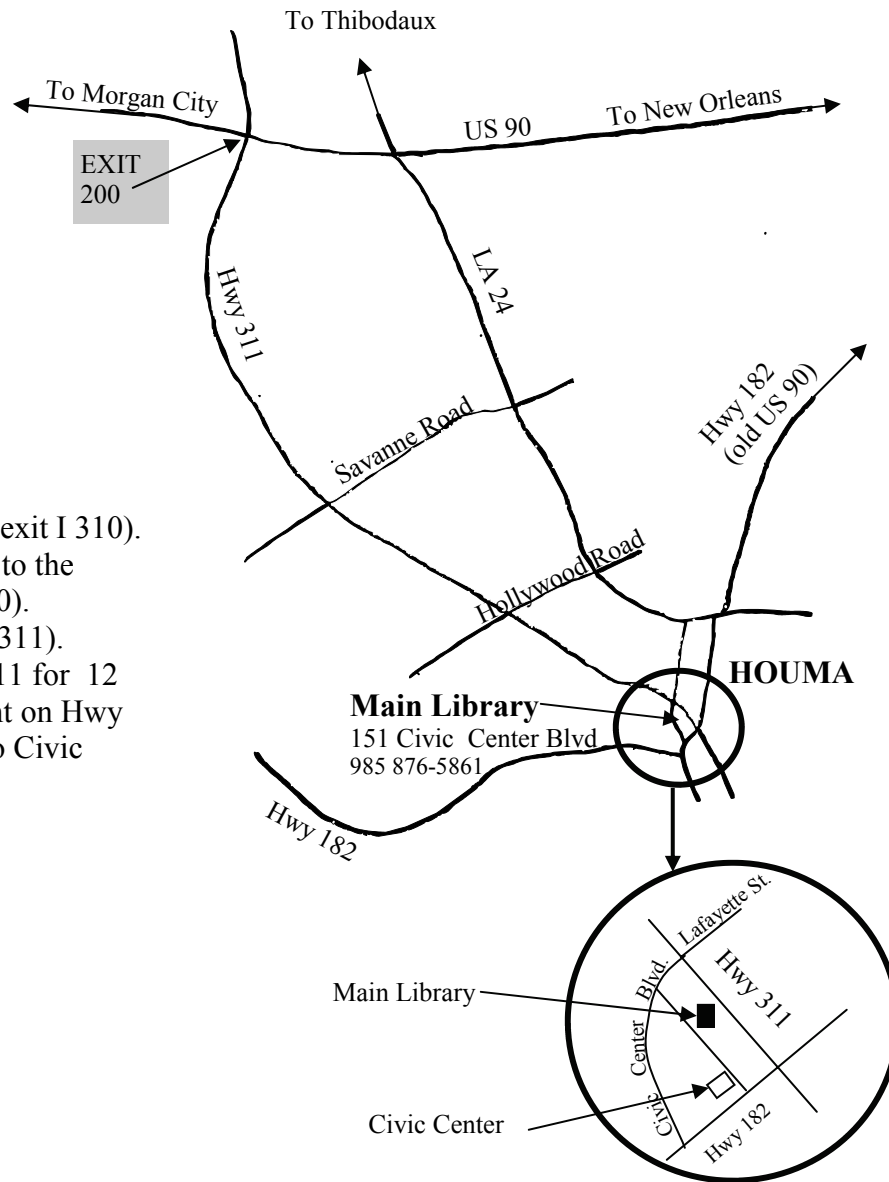 To Thibodaux
To Morgan City
US 90
To New Orleans
EXIT
200
Hwy 311
LA 24
Hwy 182
(old US 90)
Savanne Road
exit I 310).
to the
0).
311).
11 for 12
nt on Hwy
o Civic
Hollywood Road
HOUMA
Main Library
151 Civic Center Blvd
985 876-5861
Hwy 182
Lafayette St.
Civic Center Blvd.
Hwy 311
Main Library
Civic Center
Hwy 182